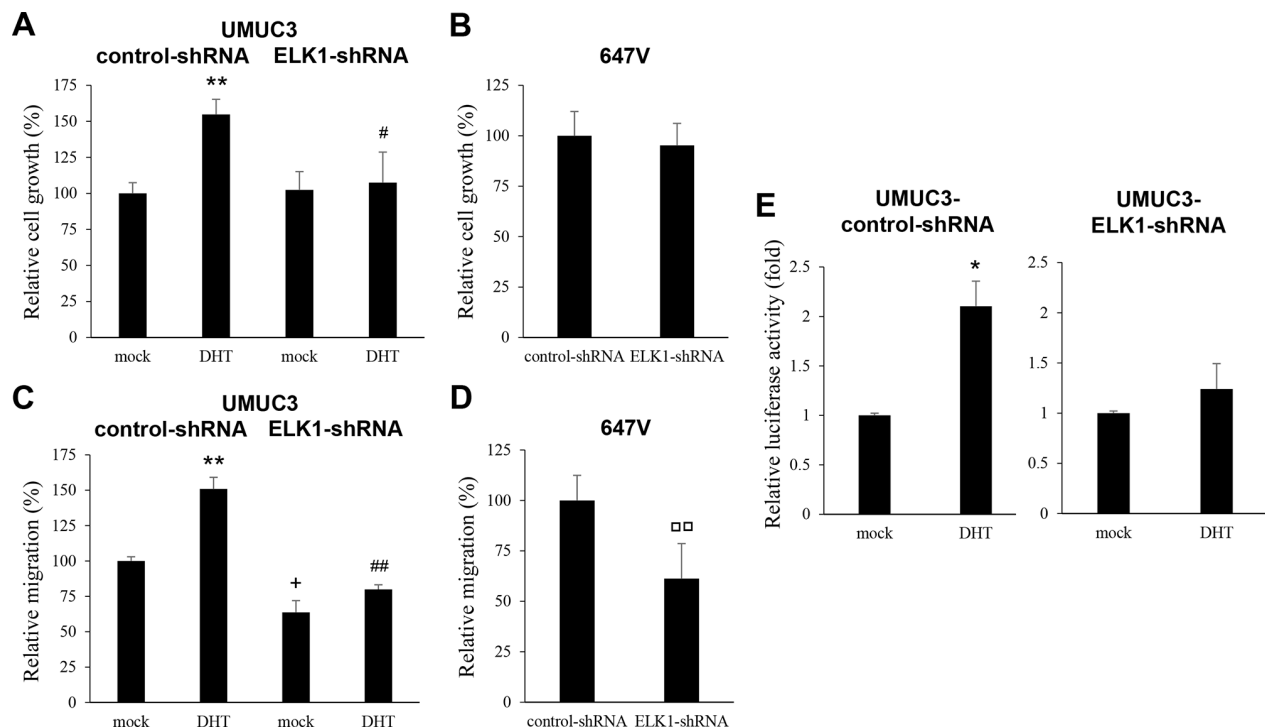 A
UMUC3
control-shRNA ELK1-shRNA
Relative cell growth (%)
175
150
125
100
75
50
25
0
**
#
mock DHT mock DHT
B
647V
Relative cell growth (%)
125
100
75
50
25
0
control-shRNA ELK1-shRNA
C
UMUC3
control-shRNA ELK1-shRNA
Relative migration (%)
175
150
125
100
75
50
25
0
**
+
##
mock DHT mock DHT
D
647V
Relative migration (%)
125
100
75
50
25
0
¤¤
control-shRNA ELK1-shRNA
E
UMUC3-
control-shRNA
Relative luciferase activity (fold)
2.5
2
1.5
1
0.5
0
*
mock DHT
UMUC3-
ELK1-shRNA
2.5
2
1.5
1
0.5
0
mock DHT